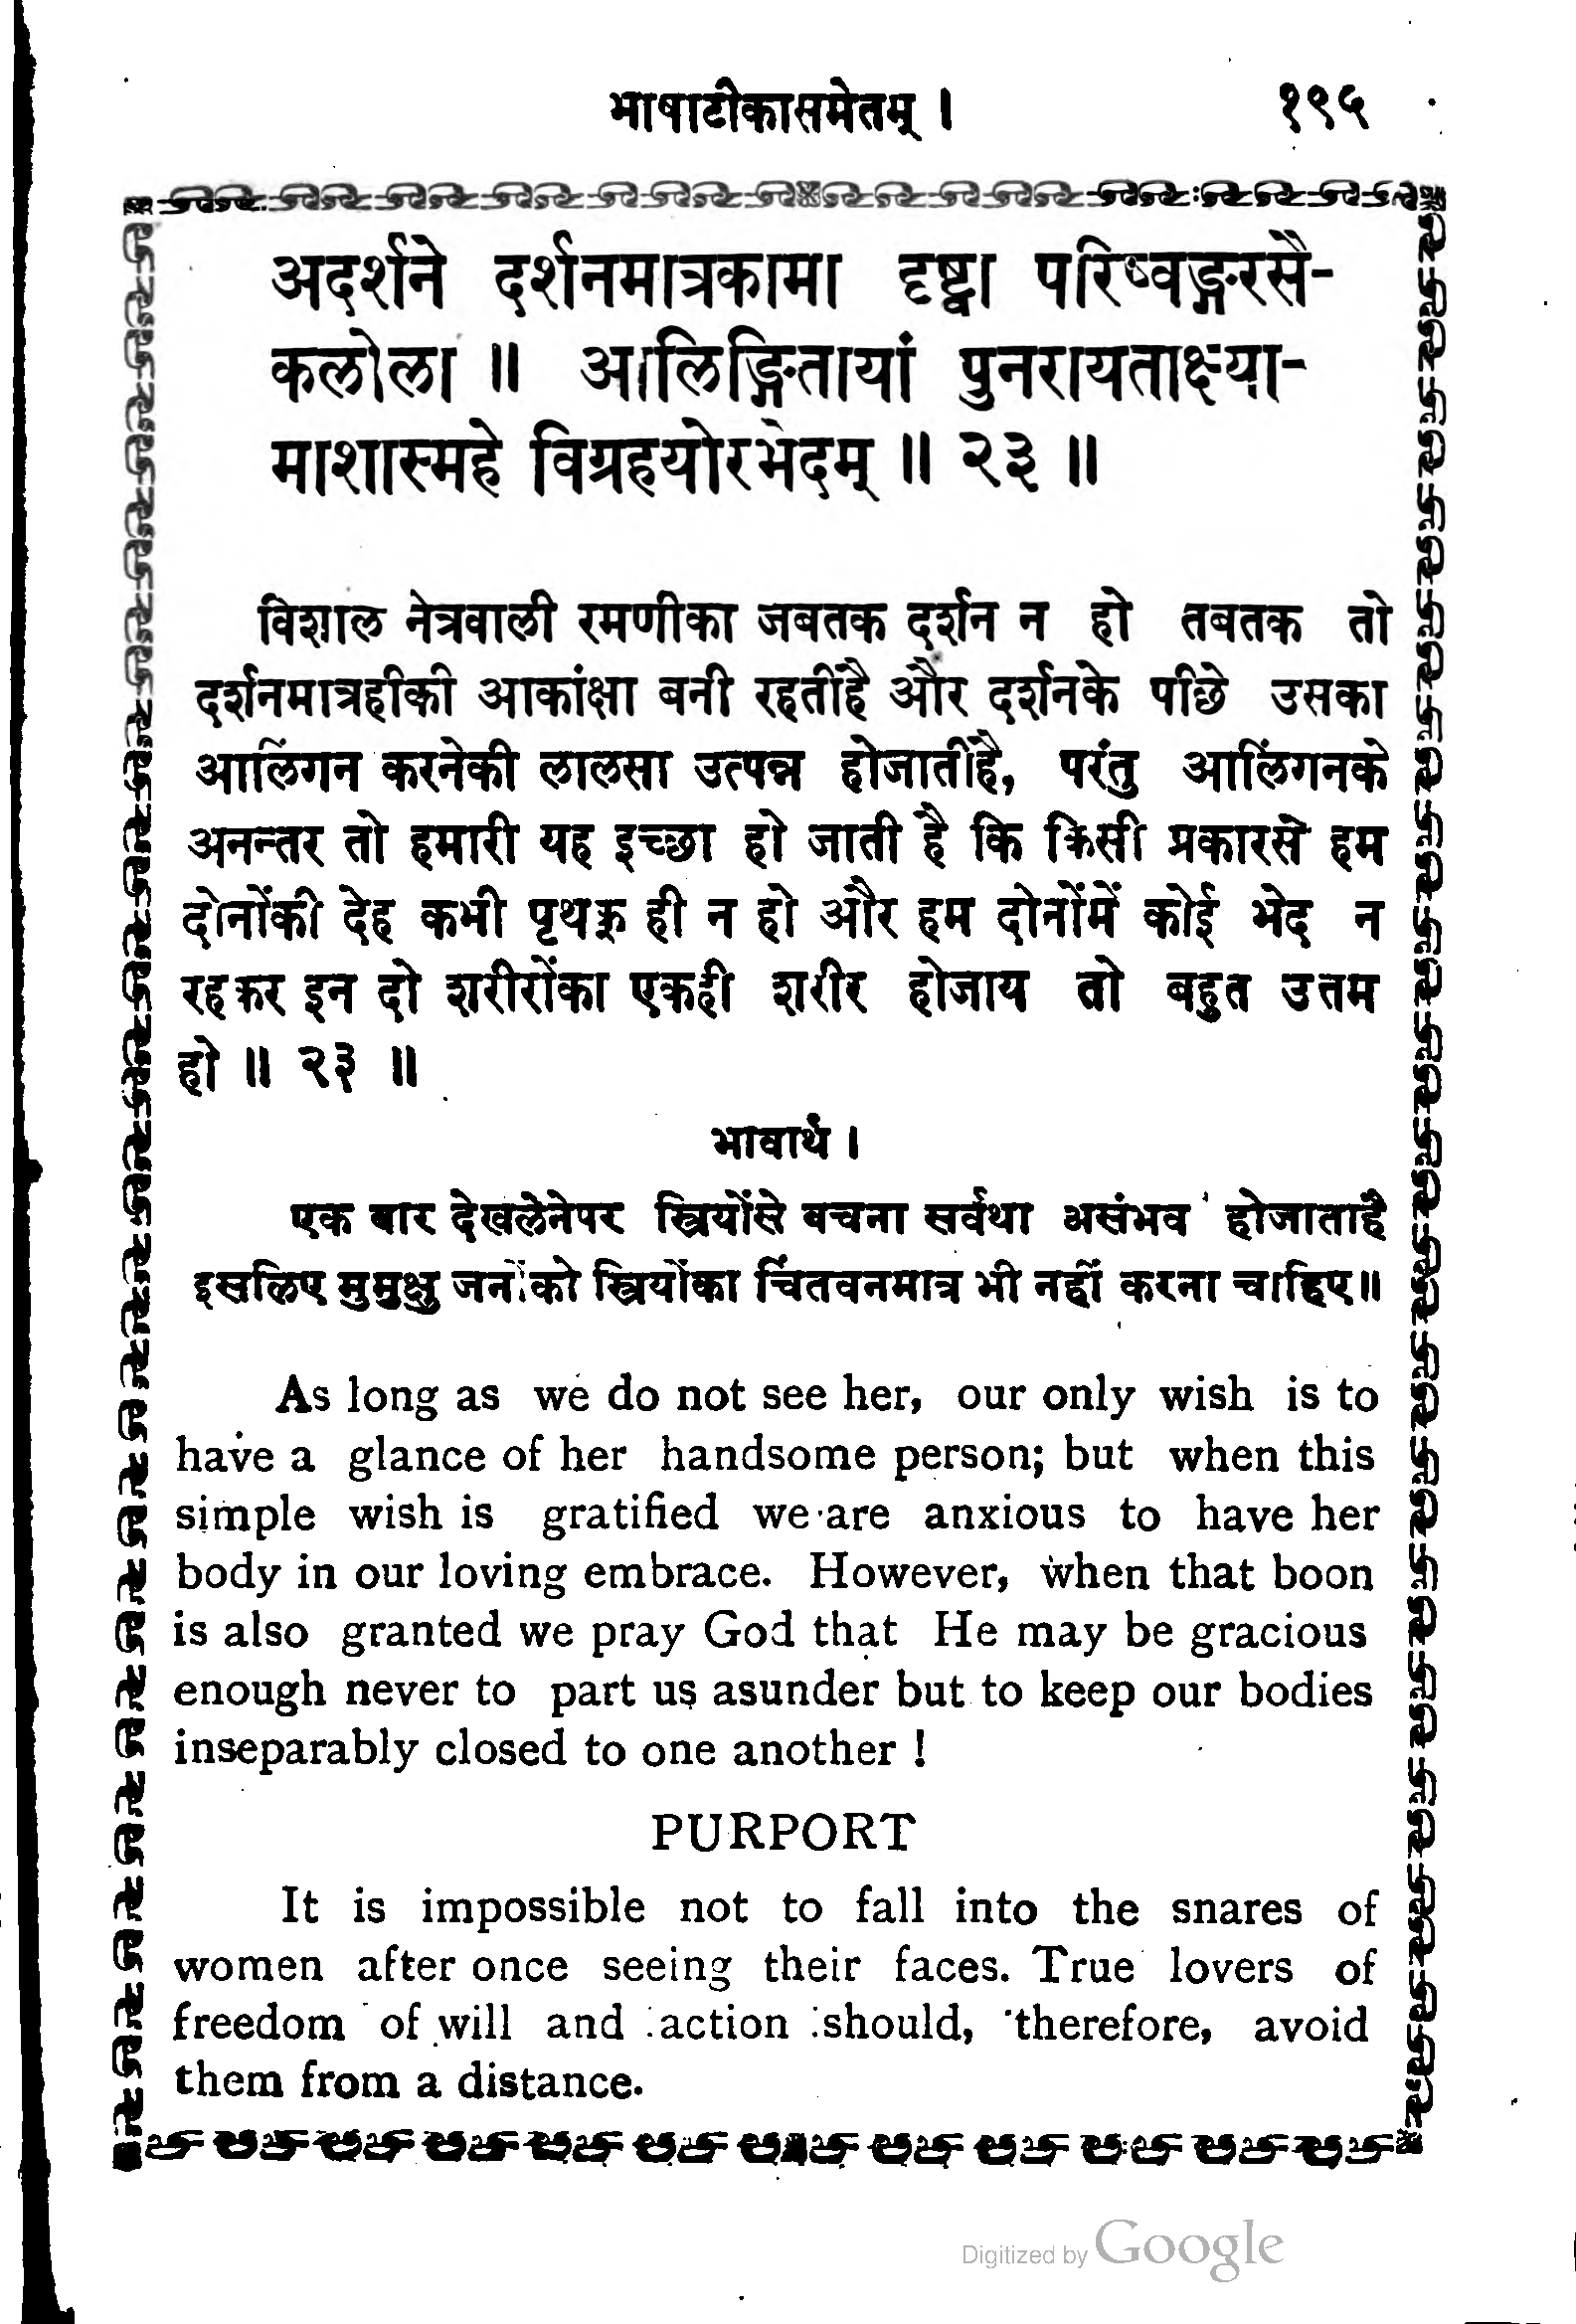 भाषाटीकासमेतम् । १९५
अदर्शने दर्शनमात्रकामा दृष्ट्वा परिष्वङ्गरसै-
कलोला ॥ आलिङ्गितायां पुनरायताक्ष्या-
माशास्महे विग्रहयोरभेदम् ॥ २३ ॥
विशाल नेत्रवाली रमणीका जबतक दर्शन न हो तबतक तो
दर्शनमात्रहीकी आकांक्षा बनी रहतीहै और दर्शनके पीछे उसका
आलिंगन करनेकी लालसा उत्पन्न होजातीहै, परंतु आलिंगनके
अनन्तर तो हमारी यह इच्छा हो जाती है कि किसी प्रकारसे हम
दोनोंकी देह कभी पृथक् ही न हो और हम दोनोंमें कोई भेद न
रहकर इन दो शरीरोंका एकही शरीर होजाय तो बहुत उत्तम
हो ॥ २३ ॥
भावार्थ ।
एक बार देखलेनेपर स्त्रियोंसे बचना सर्वथा असंभव होजाताहै
इसलिए मुमुक्षु जनोंको स्त्रियोंका चिंतवनमात्र भी नहीं करना चाहिए॥
As long as we do not see her, our only wish is to
have a glance of her handsome person; but when this
simple wish is gratified we are anxious to have her
body in our loving embrace. However, when that boon
is also granted we pray God that He may be gracious
enough never to part us asunder but to keep our bodies
inseparably closed to one another !
PURPORT
It is impossible not to fall into the snares of
women after once seeing their faces. True lovers of
freedom of will and action should, therefore, avoid
them from a distance.
Digitized by Google